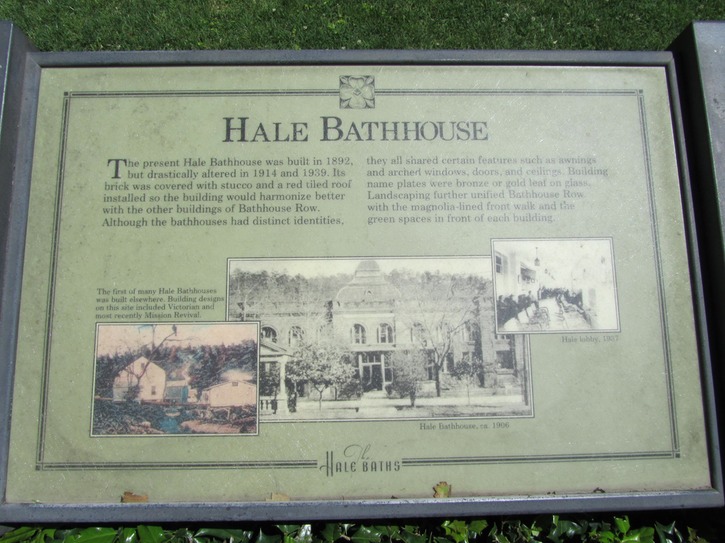 HALE BATHHOUSE
The present Hale Bathhouse was built in 1892,
but drastically altered in 1914 and 1939. Its
brick was covered with stucco and a red tiled roof
installed so the building would harmonize better
with the other buildings of Bathhouse Row.
Although the bathhouses had distinct identities,
they all shared certain features such as awnings
and arched windows, doors, and ceilings. Building
name plates were bronze or gold leaf on glass.
Landscaping further unified Bathhouse Row
with the magnolia-lined front walk and the
green spaces in front of each building.
The first of many Hale Bathhouses
was built elsewhere. Building designs
on this site included Victorian and
most recently Mission Revival.
Hale lobby,
Hale Bathhouse, ca. 1906
The
HALE BATHS